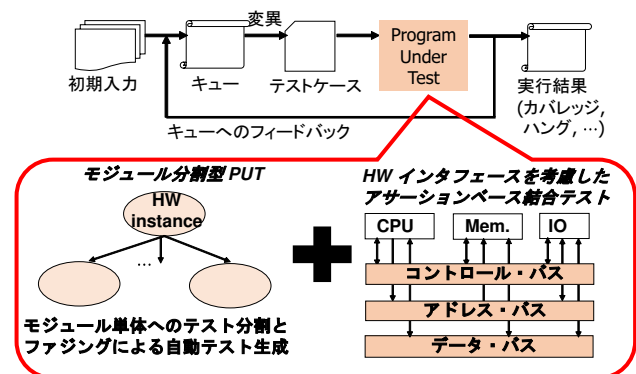 変異
Program
Under
Test
初期入力
キュー
テストケース
実行結果
(カバレッジ,
ハング, …)
キューへのフィードバック
モジュール分割型 PUT
HW
instance
…
モジュール単体へのテスト分割と
ファジングによる自動テスト生成
HW インタフェースを考慮した
アサーションベース結合テスト
CPU
Mem.
IO
コントロール・バス
アドレス・バス
データ・バス